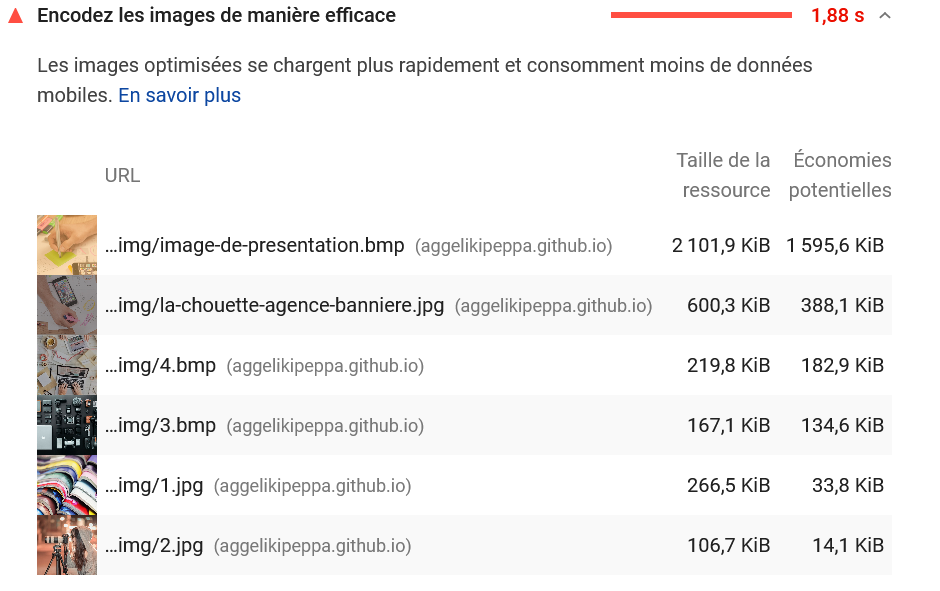 Encodez les images de manière efficace 1,88 s
Les images optimisées se chargent plus rapidement et consomment moins de données
mobiles. En savoir plus
URL Taille de la ressource Économies potentielles
...img/image-de-presentation.bmp (aggelikipeppa.github.io) 2 101,9 KiB 1 595,6 KiB
...img/la-chouette-agence-banniere.jpg (aggelikipeppa.github.io) 600,3 KiB 388,1 KiB
...img/4.bmp (aggelikipeppa.github.io) 219,8 KiB 182,9 KiB
...img/3.bmp (aggelikipeppa.github.io) 167,1 KiB 134,6 KiB
...img/1.jpg (aggelikipeppa.github.io) 266,5 KiB 33,8 KiB
...img/2.jpg (aggelikipeppa.github.io) 106,7 KiB 14,1 KiB